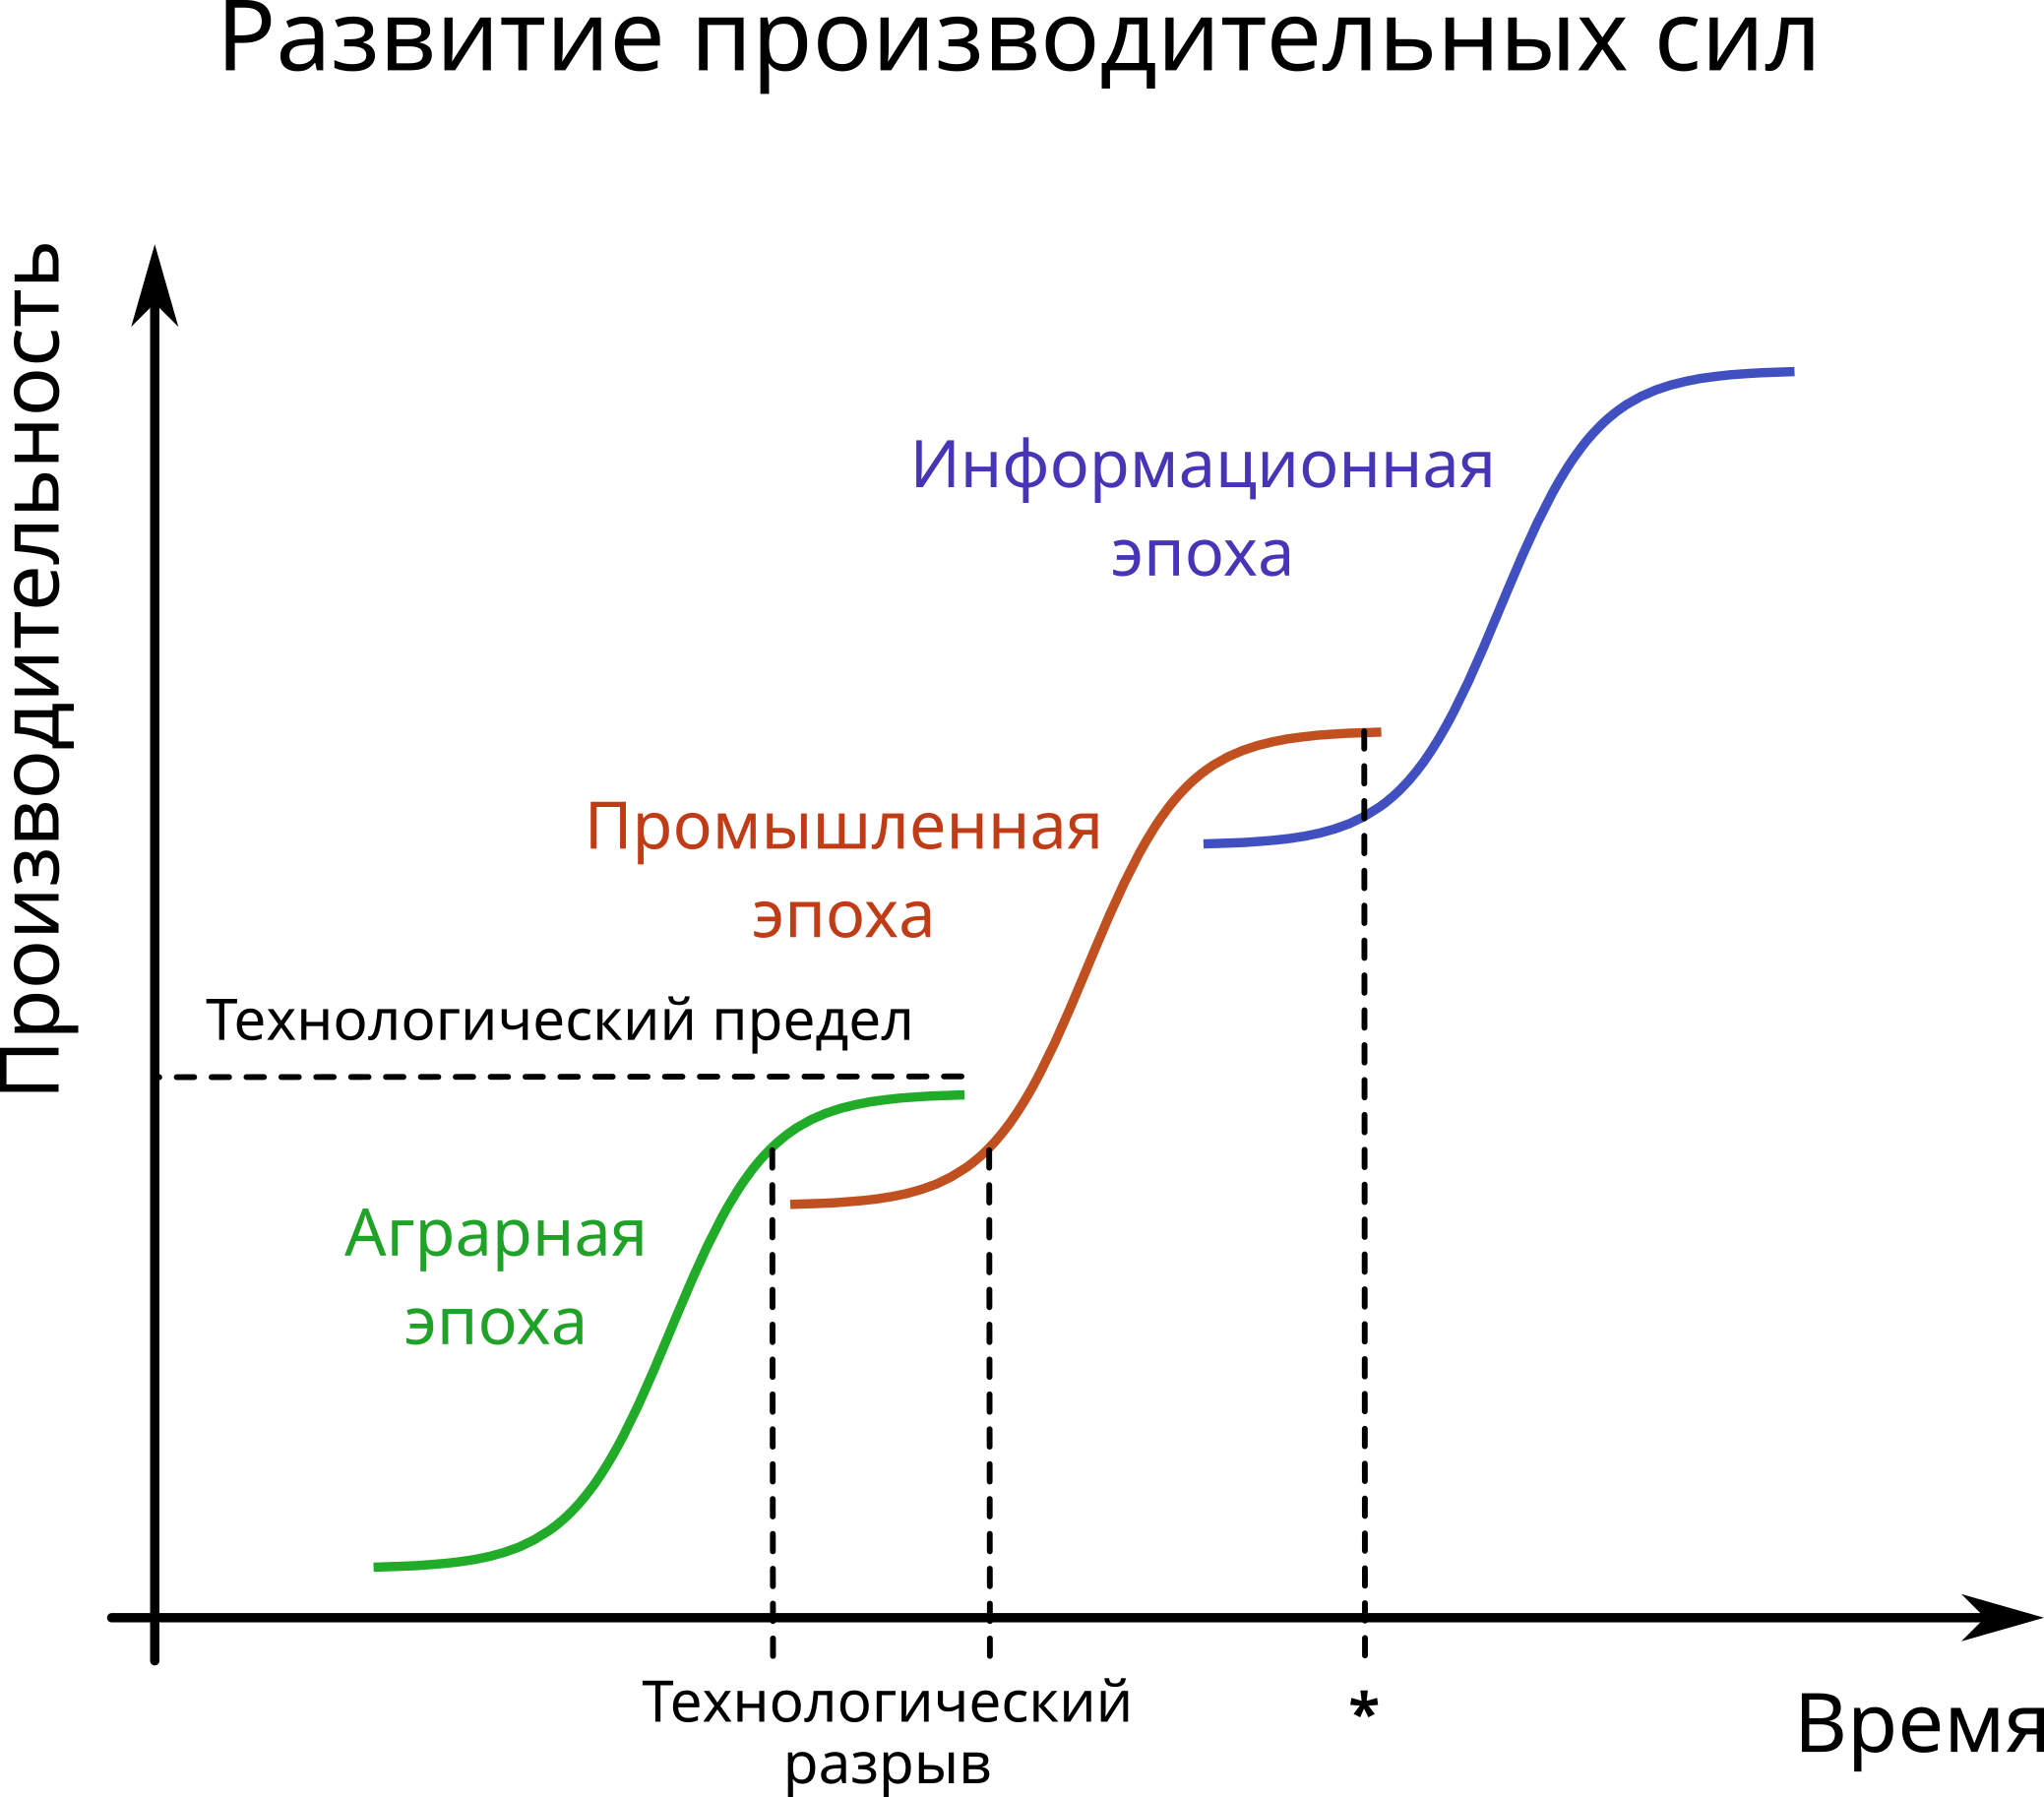 Развитие производительных сил
Производительность
Информационная
эпоха
Промышленная
эпоха
Технологический предел
Аграрная
эпоха
Технологический
разрыв
*
Время